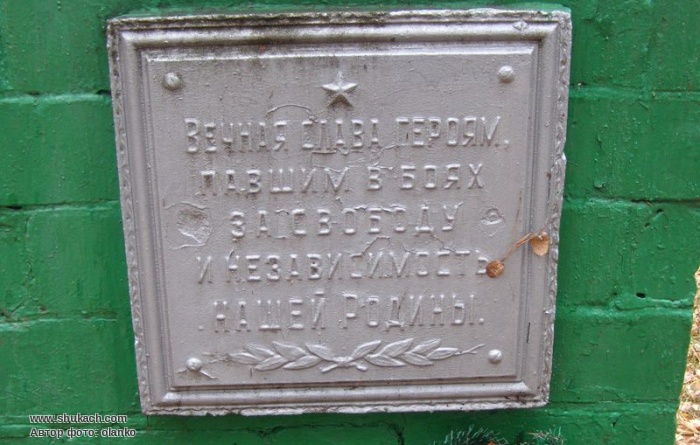 Вечная слава героям,
павшим в боях
за свободу
и независимость
нашей Родины.
www.shukach.com
Автор фото: olanko